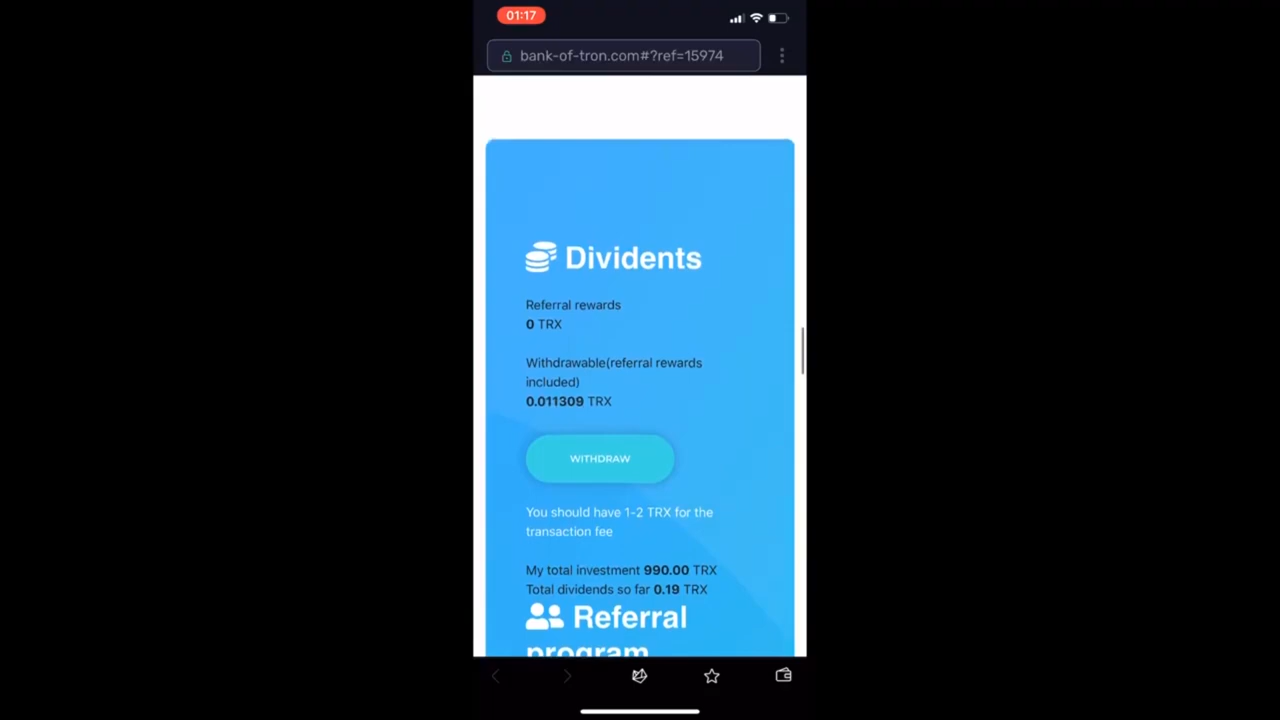 01:17
bank-of-tron.com#?ref=15974
Dividents
Referral rewards
0 TRX
Withdrawable(referral rewards
included)
0.011309 TRX
WITHDRAW
You should have 1-2 TRX for the
transaction fee
My total investment 990.00 TRX
Total dividends so far 0.19 TRX
Referral
program